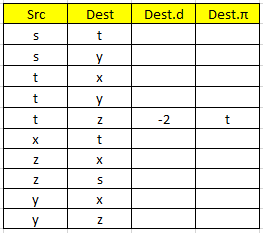 Src Dest Dest.d Dest.π
s t
s y
t x
t y
t z -2 t
x t
z x
z s
y x
y z